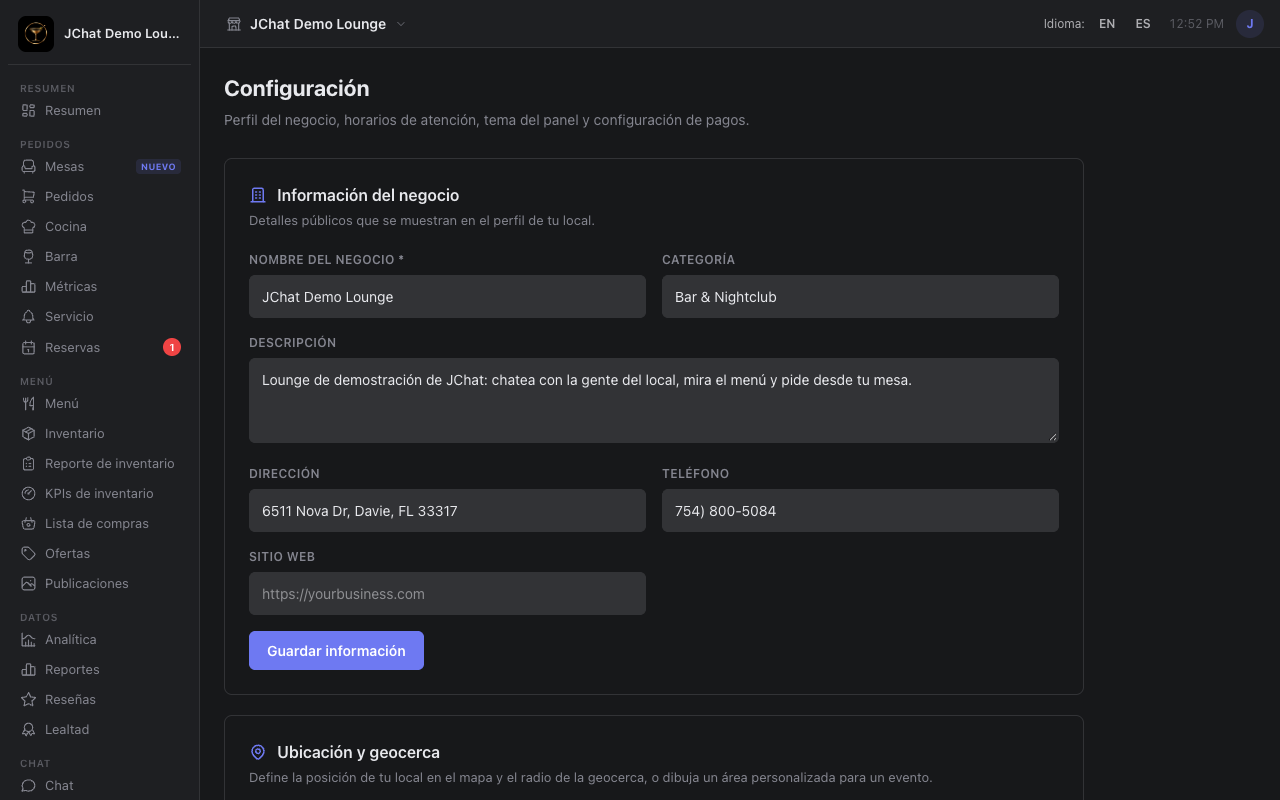 JChat Demo Lou...
RESUMEN
Resumen
PEDIDOS
Mesas
NUEVO
Pedidos
Cocina
Barra
Métricas
Servicio
Reservas
1
MENÚ
Menú
Inventario
Reporte de inventario
KPIs de inventario
Lista de compras
Ofertas
Publicaciones
DATOS
Analítica
Reportes
Reseñas
Lealtad
CHAT
Chat
JChat Demo Lounge
Idioma:
EN
ES
12:52 PM
J
Configuración
Perfil del negocio, horarios de atención, tema del panel y configuración de pagos.
Información del negocio
Detalles públicos que se muestran en el perfil de tu local.
NOMBRE DEL NEGOCIO *
JChat Demo Lounge
CATEGORÍA
Bar & Nightclub
DESCRIPCIÓN
Lounge de demostración de JChat: chatea con la gente del local, mira el menú y pide desde tu mesa.
DIRECCIÓN
6511 Nova Dr, Davie, FL 33317
TELÉFONO
754) 800-5084
SITIO WEB
https://yourbusiness.com
Guardar información
Ubicación y geocerca
Define la posición de tu local en el mapa y el radio de la geocerca, o dibuja un área personalizada para un evento.